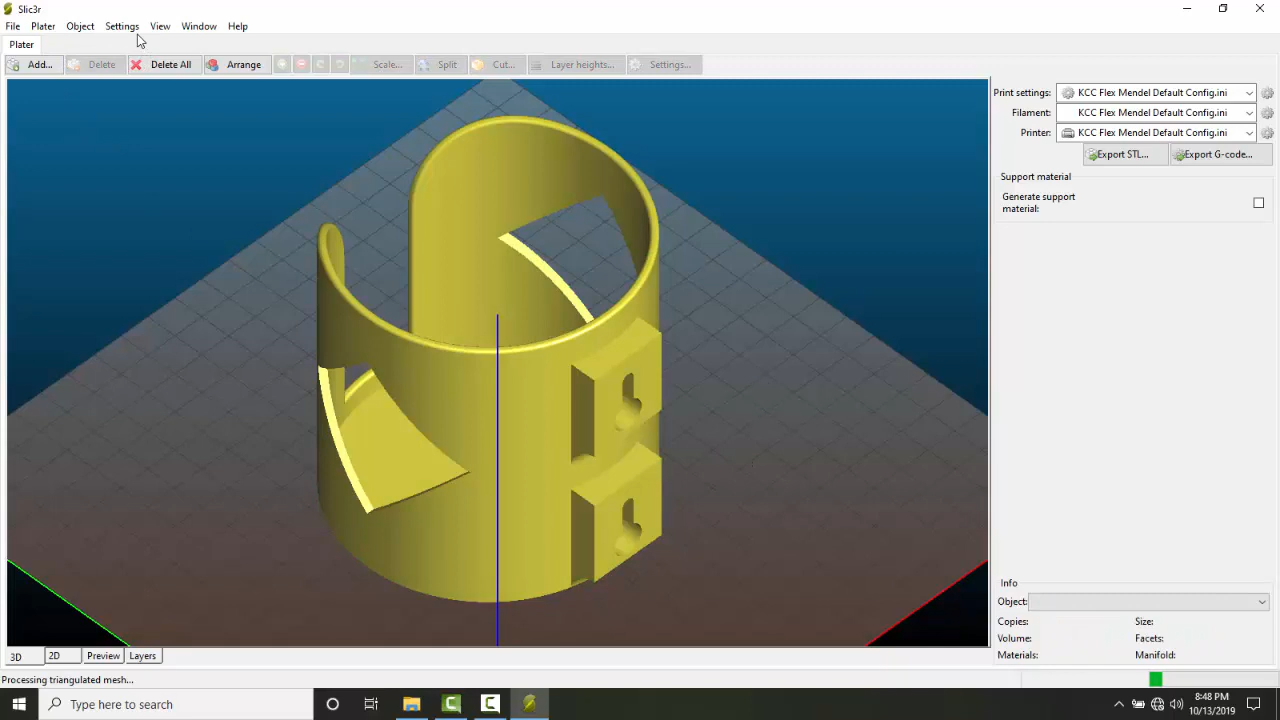 Slic3r
File Plater Object Settings View Window Help
Plater
Add... Delete Delete All Arrange Scale... Split Cut... Layer heights... Settings...
Print settings: KCC Flex Mendel Default Config.ini
Filament: KCC Flex Mendel Default Config.ini
Printer: KCC Flex Mendel Default Config.ini
Export STL... Export G-code...
Support material
Generate support
material:
Info
Object:
Copies: Size:
Volume: Facets:
Materials: Manifold:
3D 2D Preview Layers
Processing triangulated mesh...
Type here to search
8:48 PM
10/13/2019